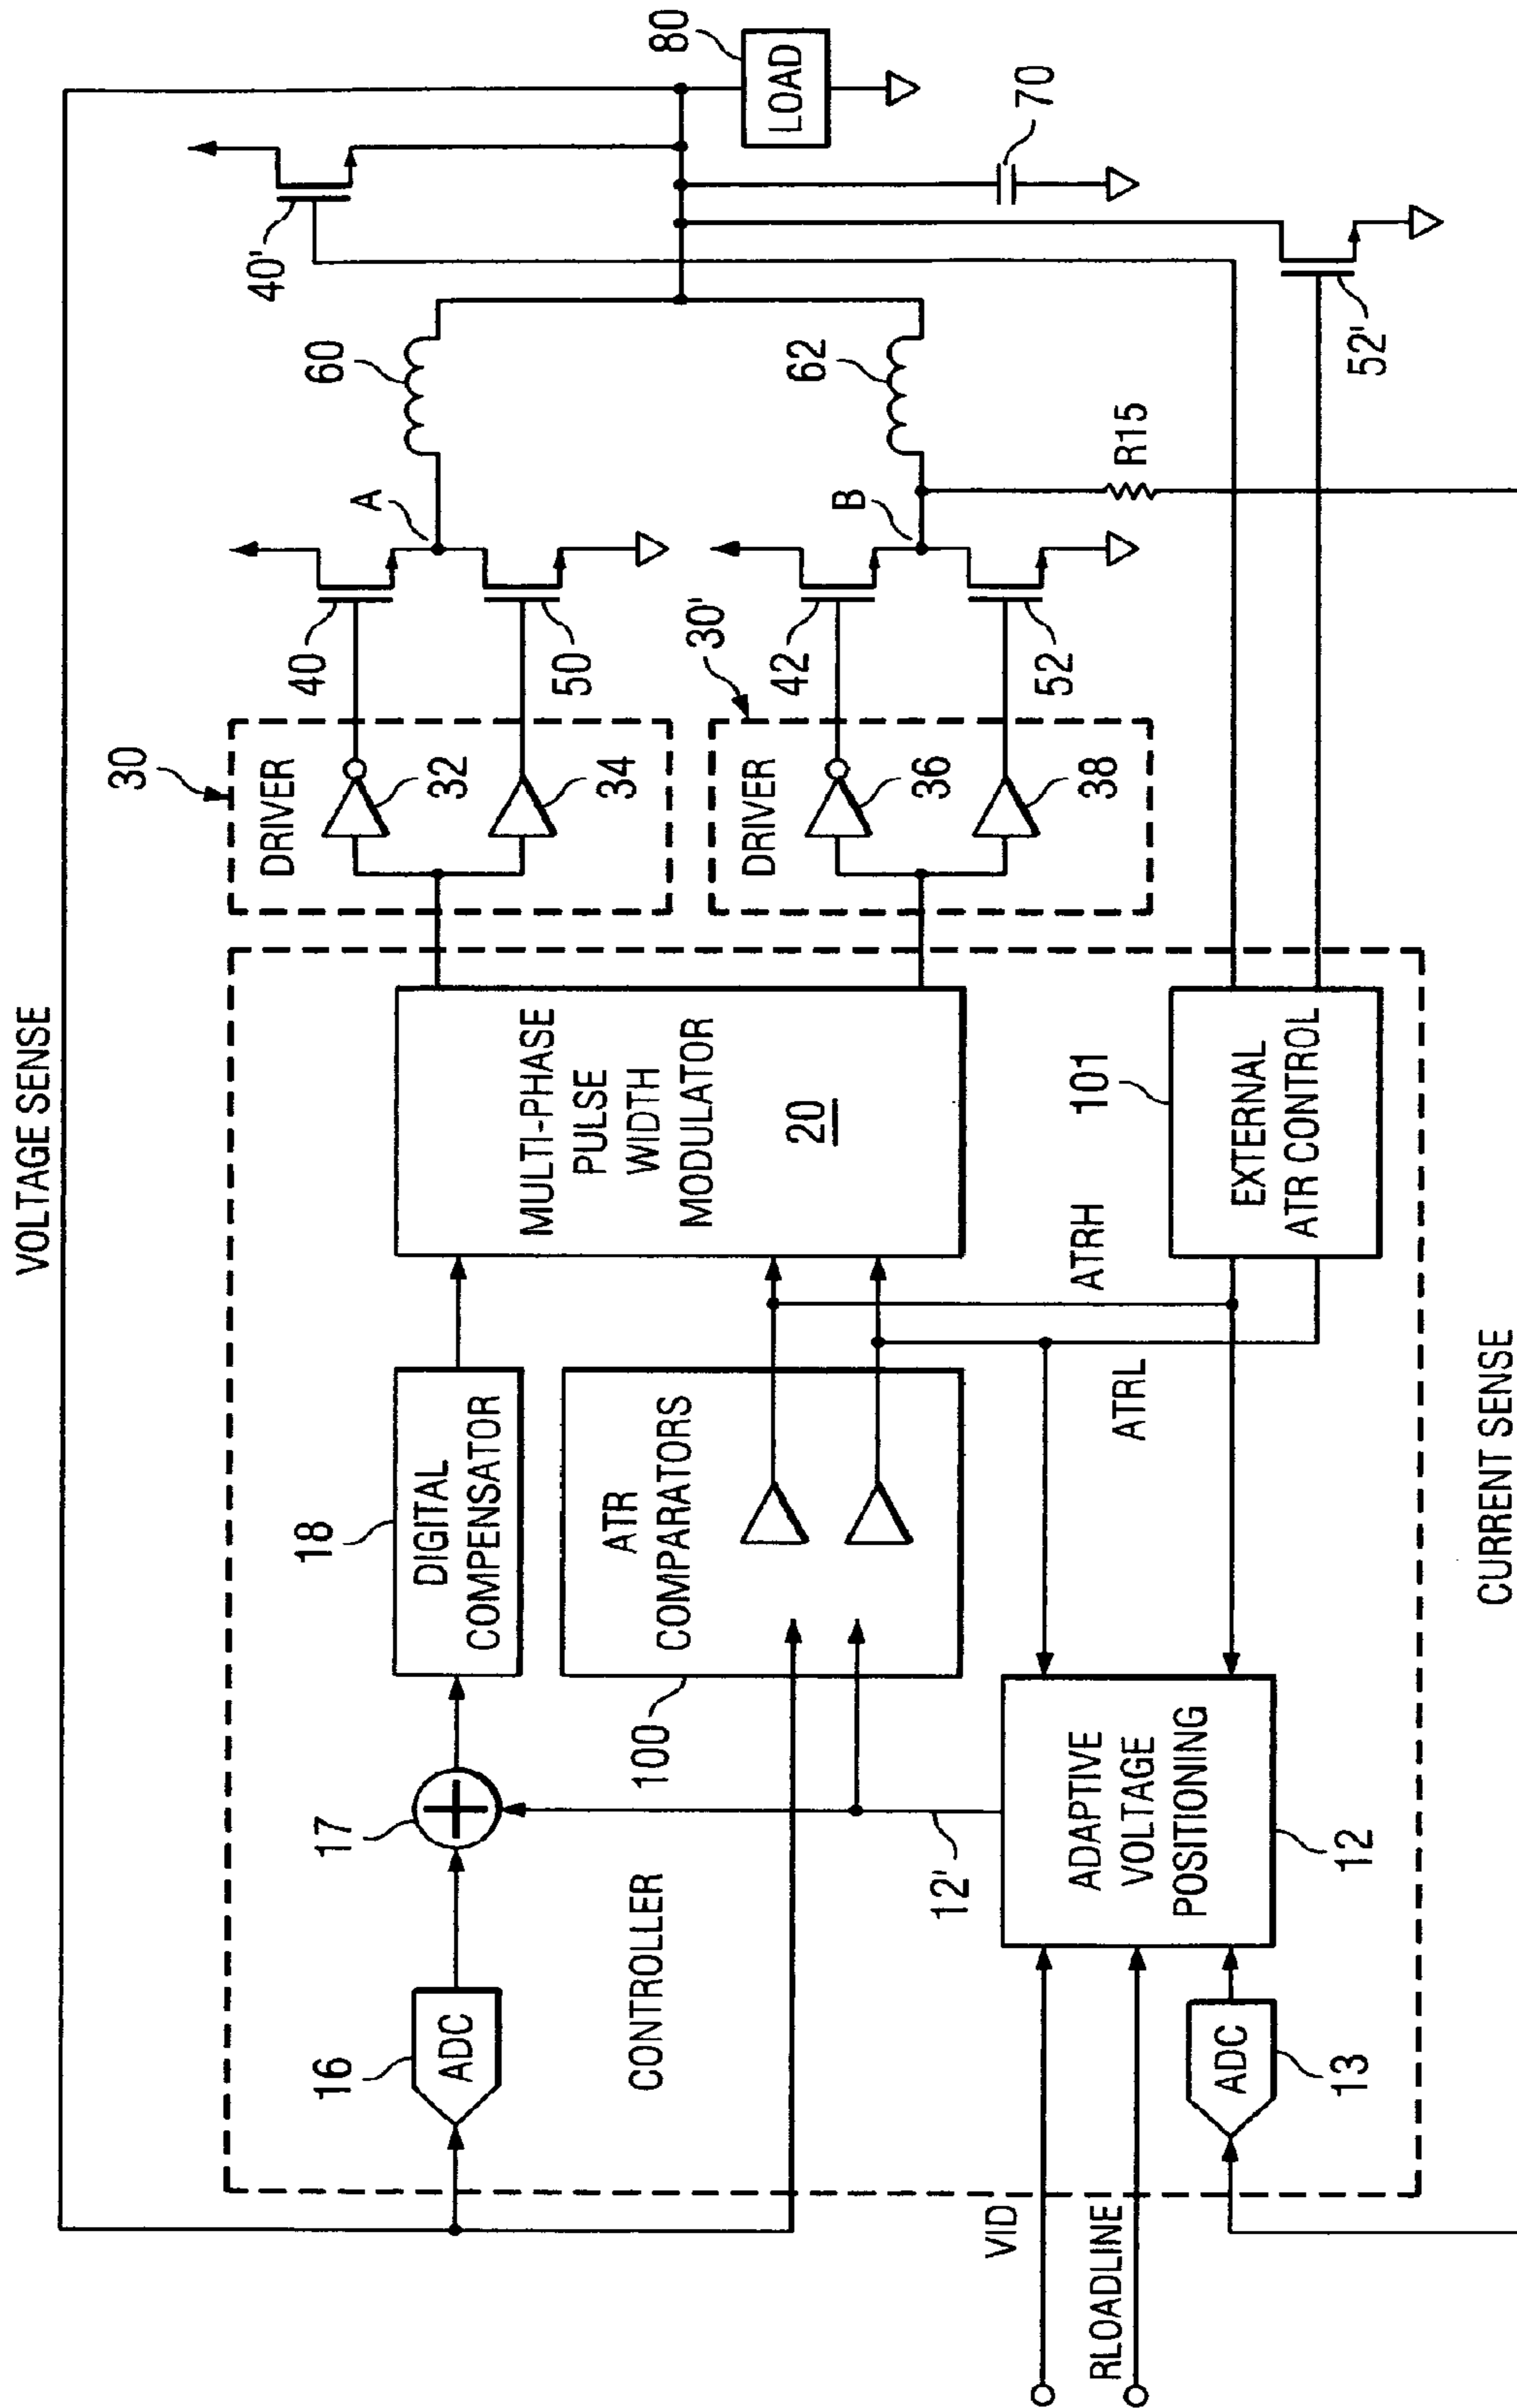 VOLTAGE SENSE
80
LOAD
40'
70
60
62
52'
A
B
R15
30
DRIVER
32
34
40
50
30'
DRIVER
36
38
42
52
MULTI-PHASE
PULSE
WIDTH
MODULATOR
20
101
EXTERNAL
ATR CONTROL
ATRH
ATRL
18
DIGITAL
COMPENSATOR
ATR
COMPARATORS
100
17
16
ADC
CONTROLLER
12'
ADAPTIVE
VOLTAGE
POSITIONING
12
ADC
13
VID
RLOADLINE
CURRENT SENSE